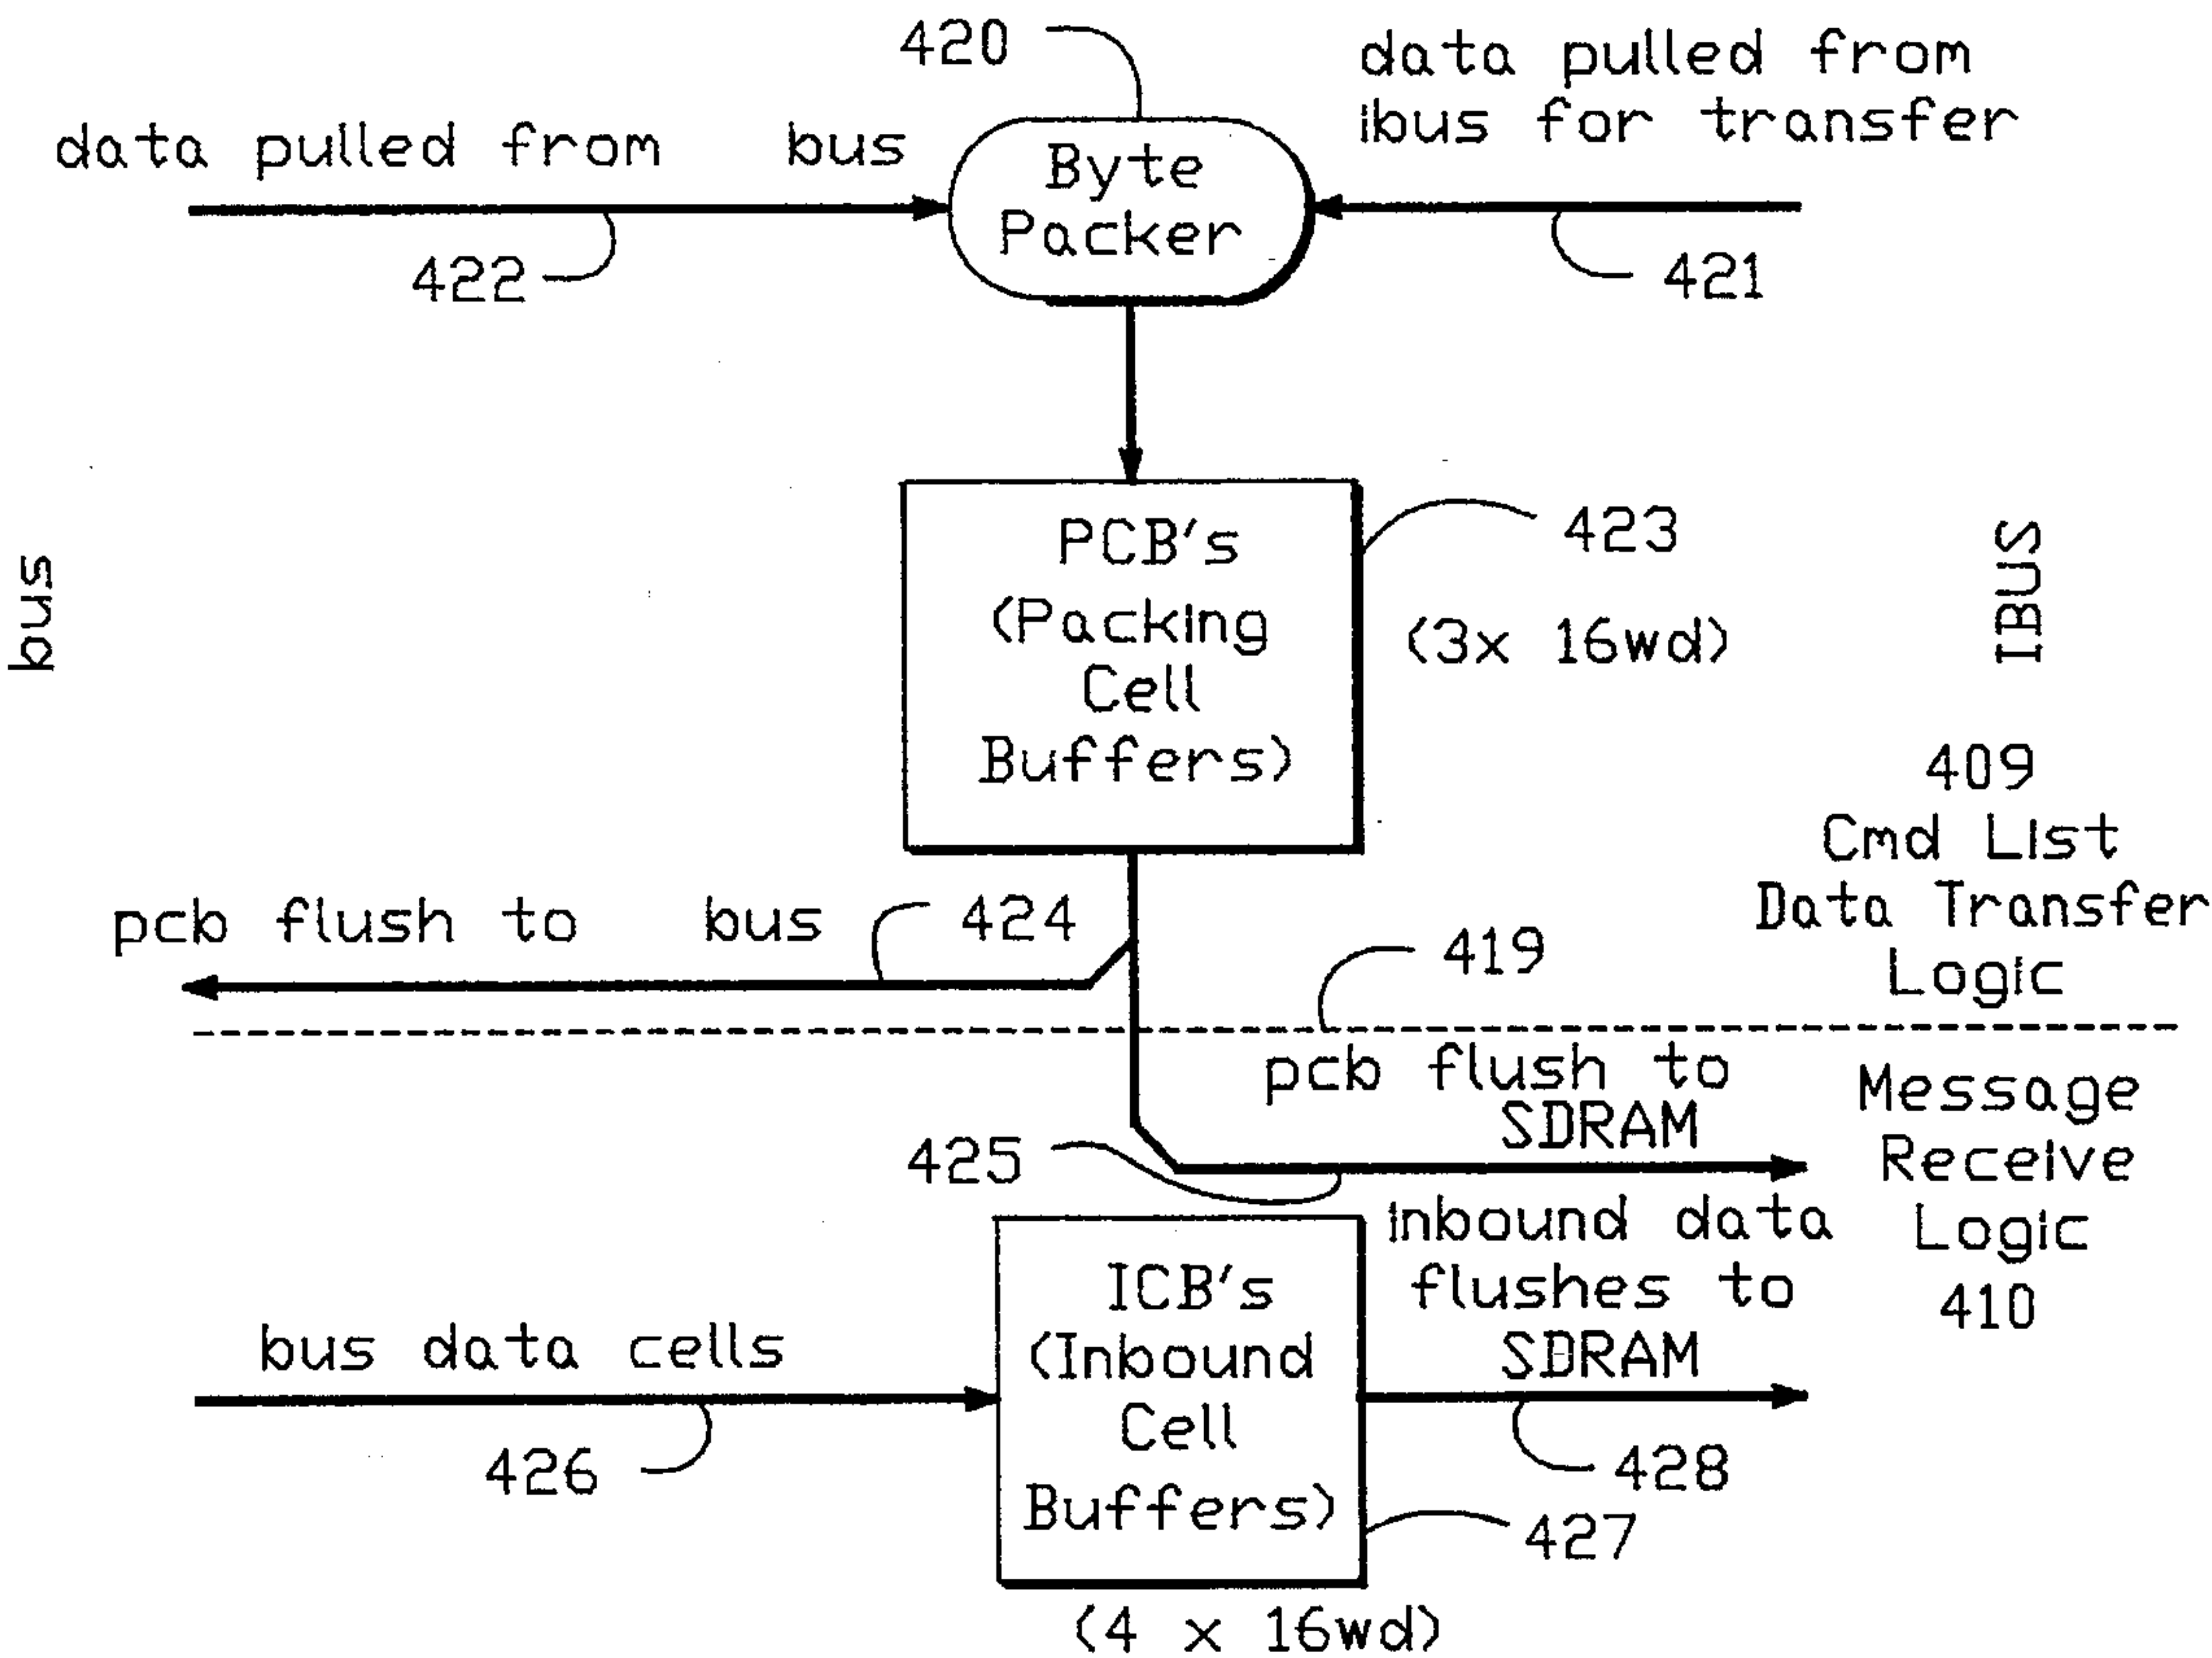 420
data pulled from
ibus for transfer
data pulled from bus
Byte
Packer
422
421
PCB's
(Packing
Cell
Buffers)
423
(3x 16wd)
bus
IBUS
409
Cmd List
Data Transfer
Logic
pcb flush to bus
424
419
pcb flush to
SDRAM
Message
Receive
Logic
410
425
inbound data
flushes to
SDRAM
ICB's
(Inbound
Cell
Buffers)
bus data cells
426
428
427
(4 x 16wd)